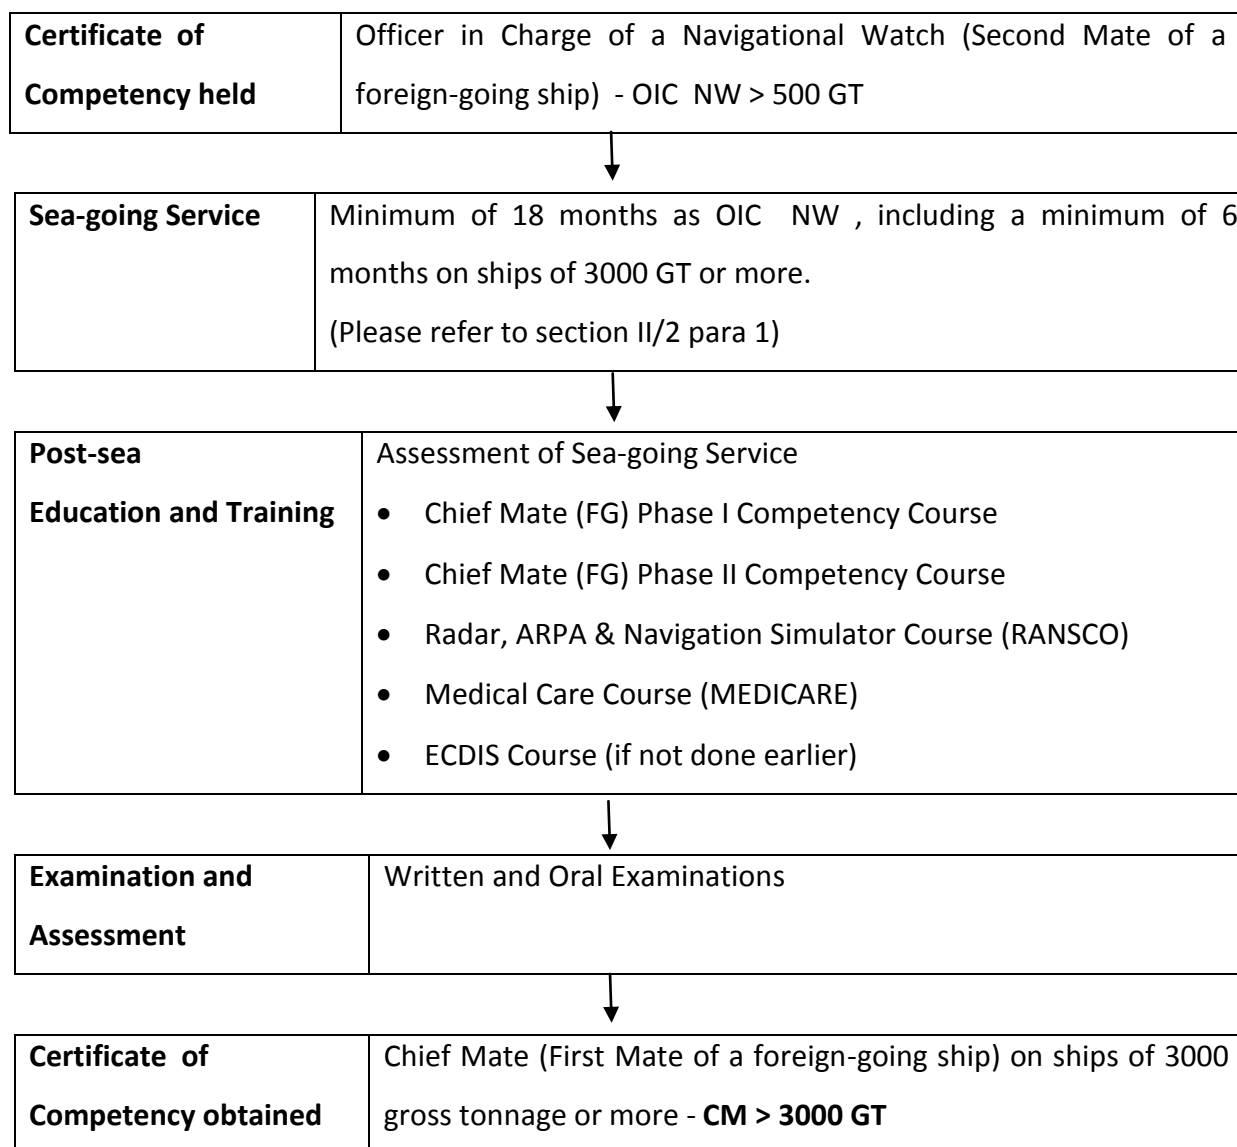 Certificate of
Competency held
Officer in Charge of a Navigational Watch (Second Mate of a
foreign-going ship) - OIC NW > 500 GT
Sea-going Service
Minimum of 18 months as OIC NW , including a minimum of 6
months on ships of 3000 GT or more.
(Please refer to section II/2 para 1)
Post-sea
Education and Training
Assessment of Sea-going Service
• Chief Mate (FG) Phase I Competency Course
• Chief Mate (FG) Phase II Competency Course
• Radar, ARPA & Navigation Simulator Course (RANSCO)
• Medical Care Course (MEDICARE)
• ECDIS Course (if not done earlier)
Examination and
Assessment
Written and Oral Examinations
Certificate of
Competency obtained
Chief Mate (First Mate of a foreign-going ship) on ships of 3000
gross tonnage or more - CM > 3000 GT